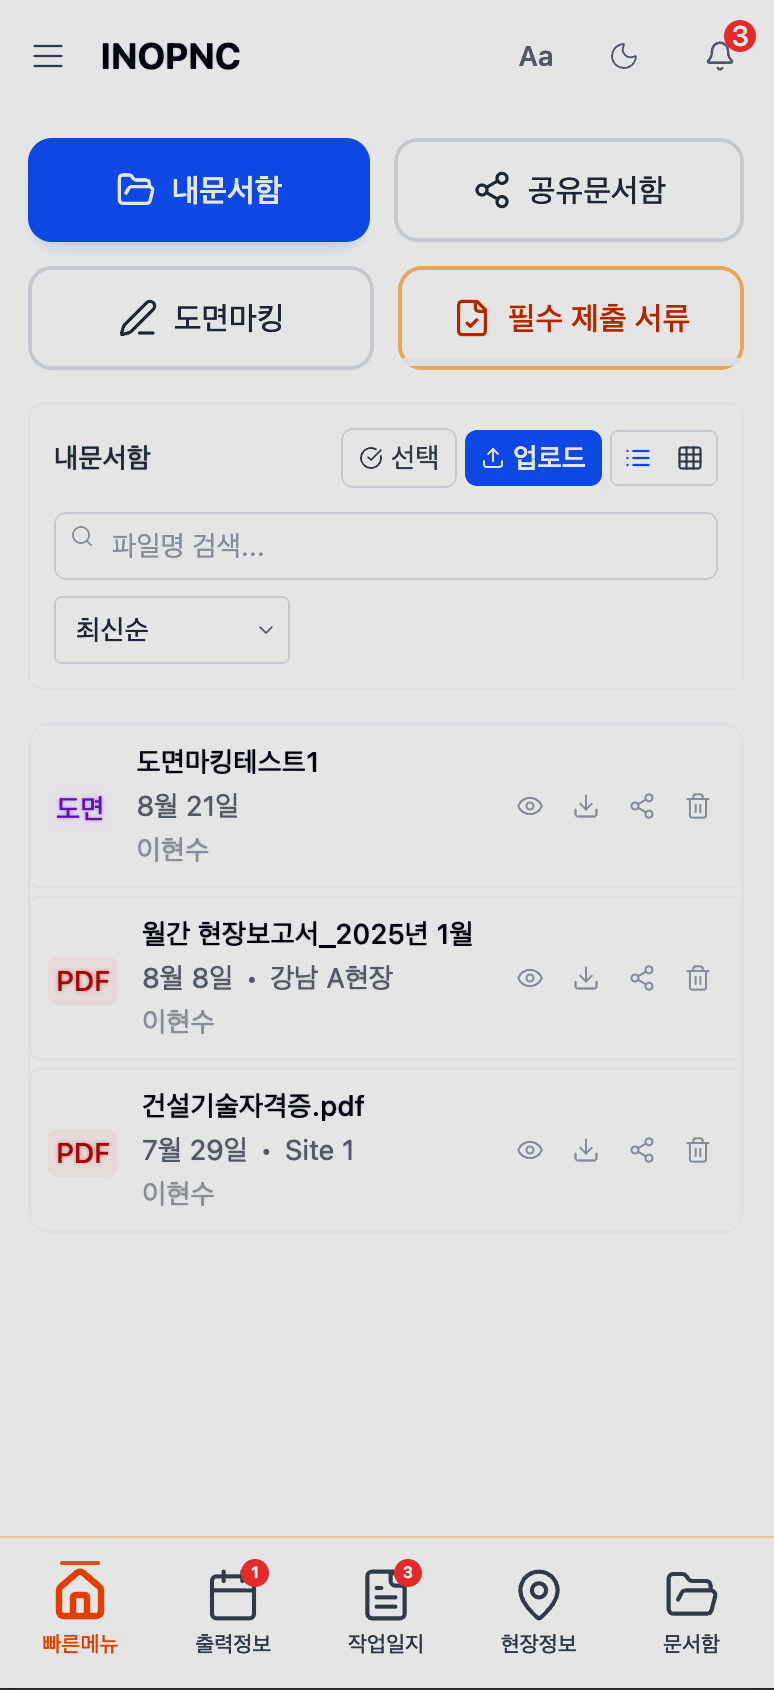 INOPNC
Aa
3
내문서함
공유문서함
도면마킹
필수 제출 서류
내문서함
선택
업로드
파일명 검색...
최신순
도면마킹테스트1
도면
8월 21일
이현수
월간 현장보고서_2025년 1월
PDF
8월 8일 • 강남 A현장
이현수
건설기술자격증.pdf
PDF
7월 29일 • Site 1
이현수
1
3
빠른메뉴
출력정보
작업일지
현장정보
문서함